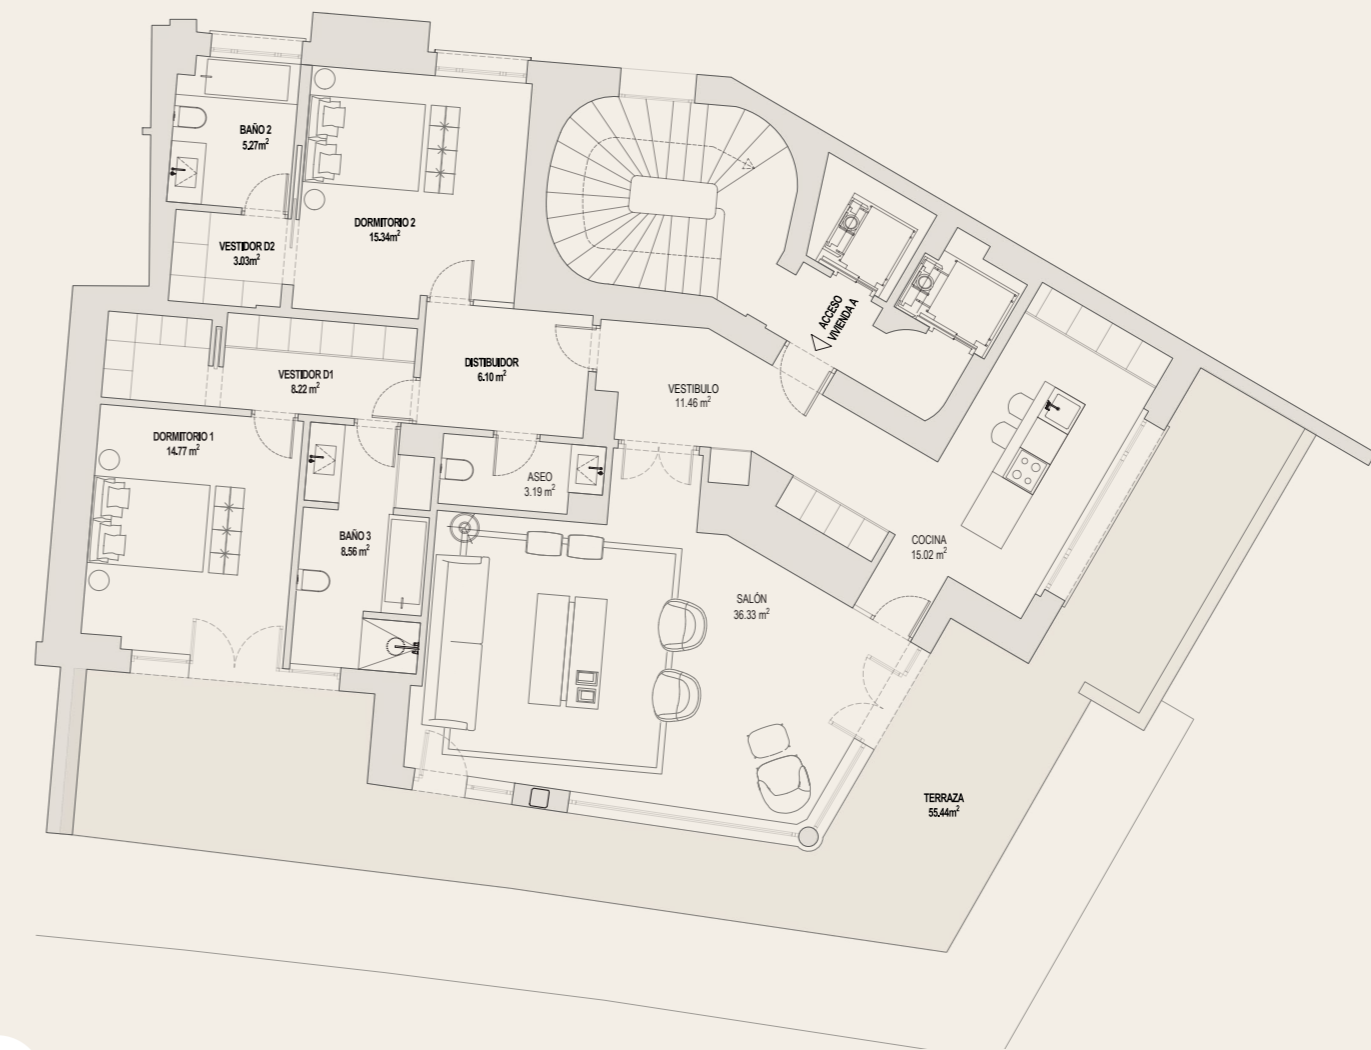 BAÑO 2
5.27m²
DORMITORIO 2
15.34m²
VESTIDOR D2
3.03m²
ACCESO
VIVIENDA A
DISTIBUIDOR
6.10 m²
VESTIDOR D1
8.22 m²
VESTIBULO
11.46 m²
DORMITORIO 1
14.77 m²
ASEO
3.19 m²
BAÑO 3
8.56 m²
COCINA
15.02 m²
SALÓN
36.33 m²
TERRAZA
55.44m²